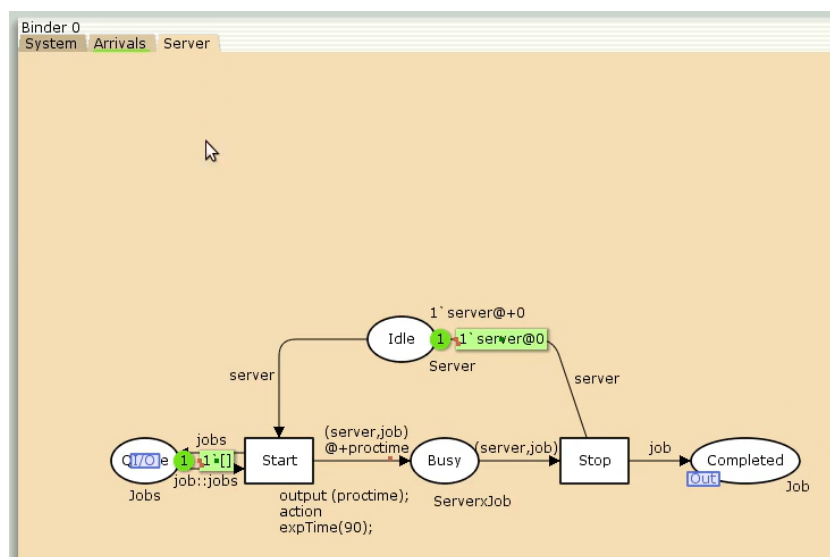 Binder 0
System Arrivals Server
1`server@+0
Idle
1
1`server@0
Server
server
server
jobs
(server,job)
@+proctime
(server,job)
job
I/O
1
1`[]
Start
Busy
Stop
Completed
Out
Jobs
job::jobs
output (proctime);
action
expTime(90);
ServerxJob
Job